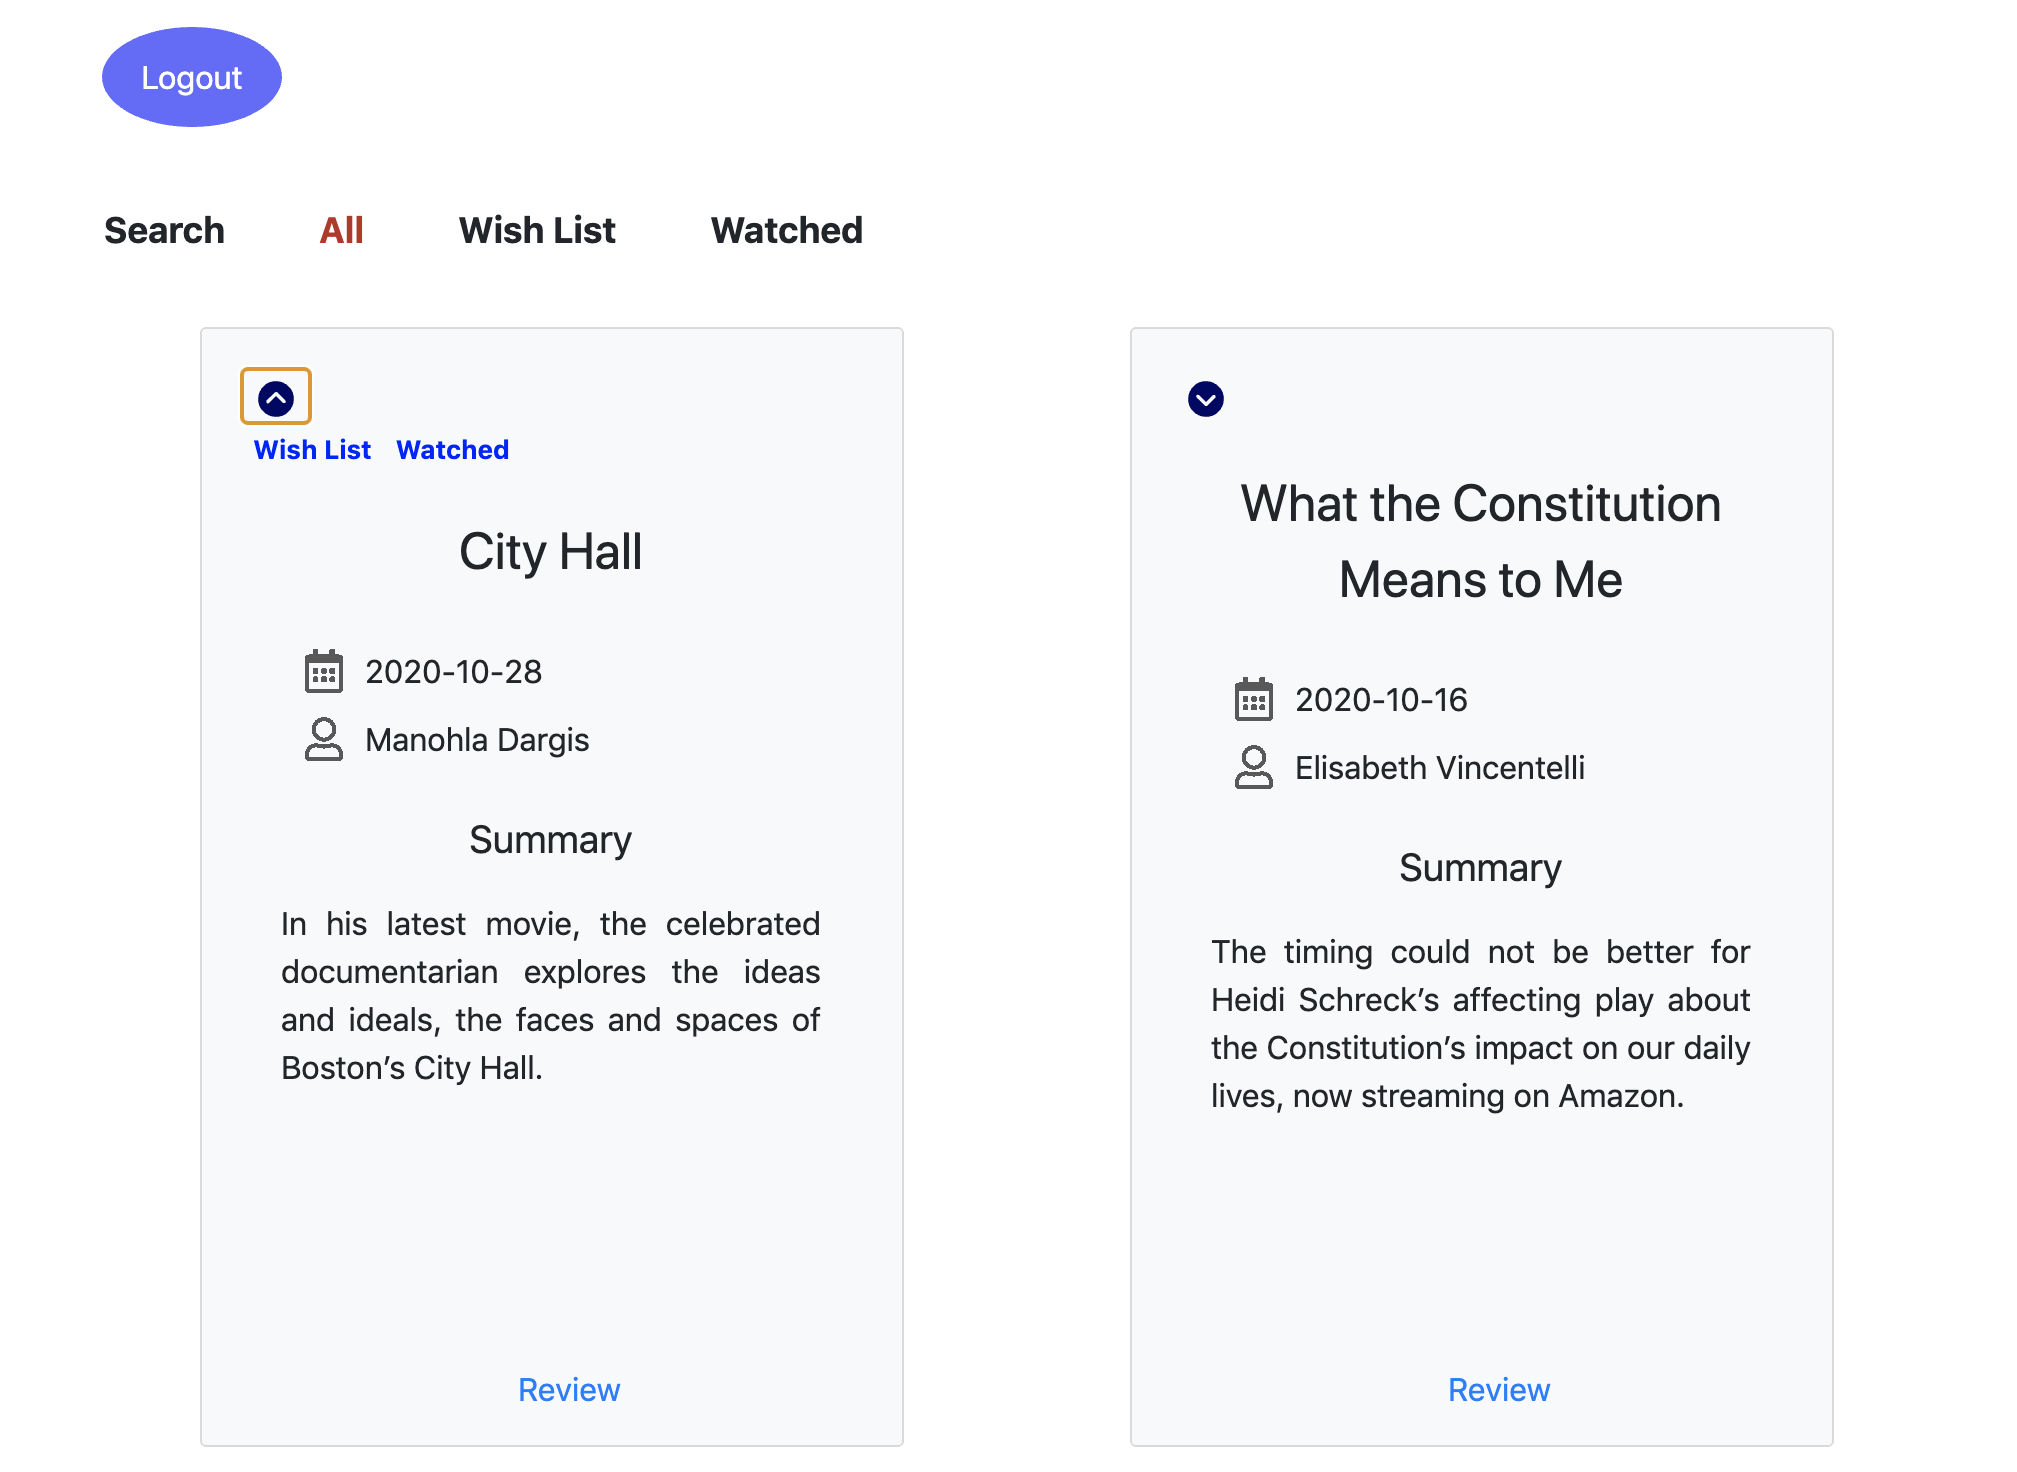 Logout
Search All Wish List Watched
Wish List Watched
City Hall
2020-10-28
Manohla Dargis
Summary
In his latest movie, the celebrated
documentarian explores the ideas
and ideals, the faces and spaces of
Boston’s City Hall.
Review
What the Constitution
Means to Me
2020-10-16
Elisabeth Vincentelli
Summary
The timing could not be better for
Heidi Schreck’s affecting play about
the Constitution’s impact on our daily
lives, now streaming on Amazon.
Review